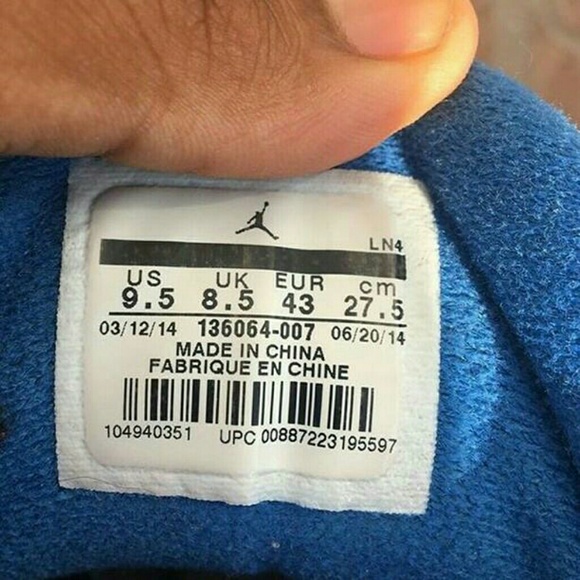 LN4
US UK EUR cm
9.5 8.5 43 27.5
03/12/14 136064-007 06/20/14
MADE IN CHINA
FABRIQUE EN CHINE
104940351 UPC 00887223195597